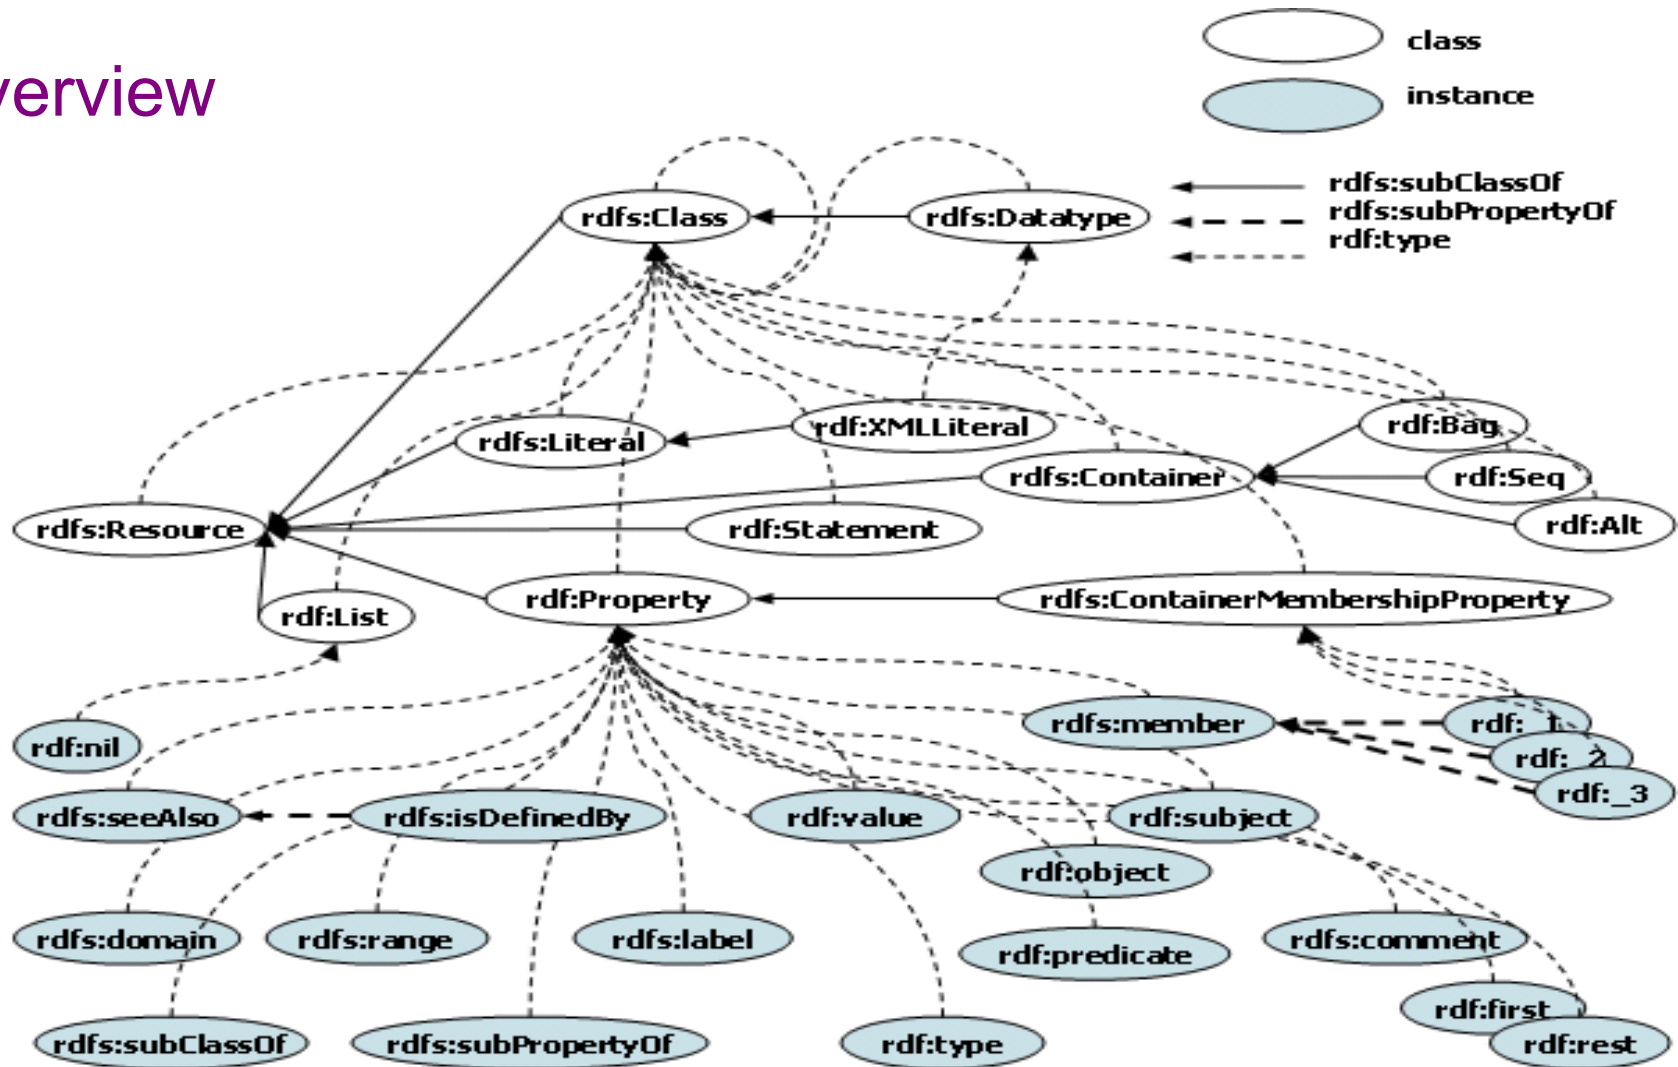 verview
class
instance
rdfs:subClassOf
rdfs:subPropertyOf
rdf:type
rdfs:Class
rdfs:Datatype
rdfs:Literal
rdf:XMLLiteral
rdf:Bag
rdfs:Container
rdf:Seq
rdfs:Resource
rdf:Statement
rdf:Alt
rdf:List
rdf:Property
rdfs:ContainerMembershipProperty
rdf:nil
rdfs:member
rdf:_1
rdf:_2
rdf:_3
rdfs:seeAlso
rdfs:isDefinedBy
rdf:value
rdf:subject
rdf:object
rdfs:domain
rdfs:range
rdfs:label
rdf:predicate
rdfs:comment
rdf:first
rdfs:subClassOf
rdfs:subPropertyOf
rdf:type
rdf:rest